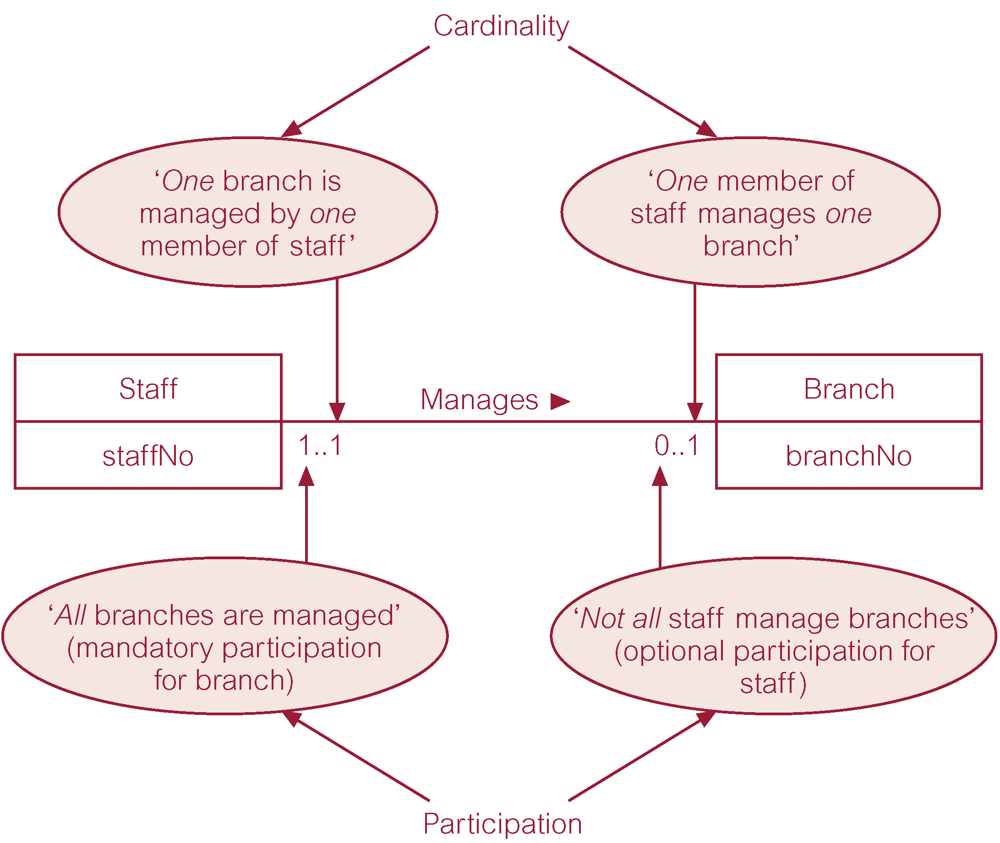 Cardinality
‘One branch is
managed by one
member of staff’
‘One member of
staff manages one
branch’
Staff
staffNo
Manages ►
1..1
0..1
Branch
branchNo
‘All branches are managed’
(mandatory participation
for branch)
‘Not all staff manage branches’
(optional participation for
staff)
Participation